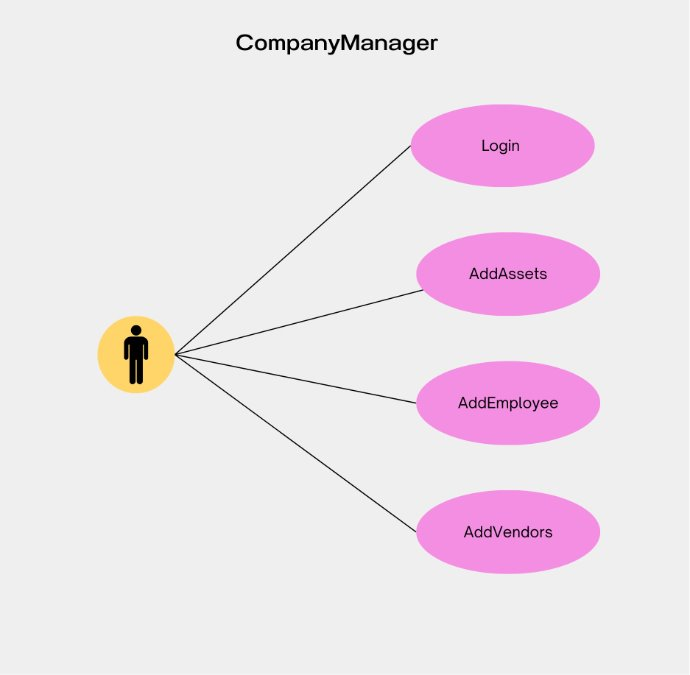 CompanyManager
Login
AddAssets
AddEmployee
AddVendors